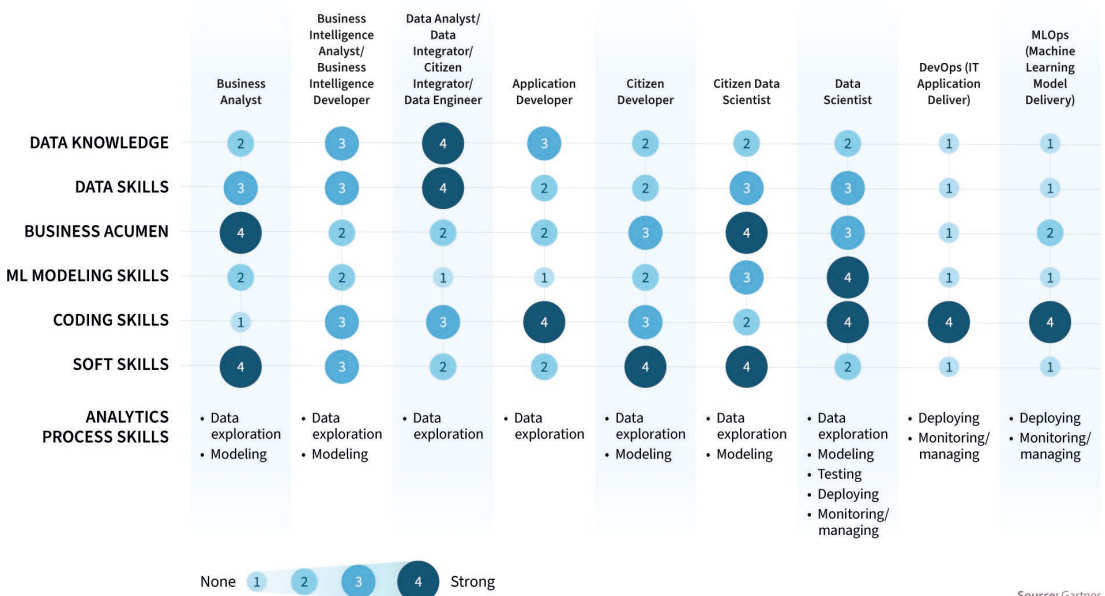 Business
Analyst
Business
Intelligence
Analyst/
Business
Intelligence
Developer
Data Analyst/
Data
Integrator/
Citizen
Integrator/
Data Engineer
Application
Developer
Citizen
Developer
Citizen Data
Scientist
Data
Scientist
DevOps (IT
Application
Deliver)
MLOps
(Machine
Learning
Model
Delivery)
DATA KNOWLEDGE 2 3 4 3 2 2 2 1 1
DATA SKILLS 3 3 4 2 2 3 3 1 1
BUSINESS ACUMEN 4 2 2 2 3 4 3 1 2
ML MODELING SKILLS 2 2 1 1 2 3 4 1 1
CODING SKILLS 1 3 3 4 3 2 4 4 4
SOFT SKILLS 4 3 2 2 4 4 2 1 1
ANALYTICS
PROCESS SKILLS
• Data
exploration
• Modeling
• Data
exploration
• Modeling
• Data
exploration
• Data
exploration
• Data
exploration
• Modeling
• Data
exploration
• Modeling
• Data
exploration
• Modeling
• Testing
• Deploying
• Monitoring/
managing
• Deploying
• Monitoring/
managing
• Deploying
• Monitoring/
managing
None 1 2 3 4 Strong
Source: Gartner